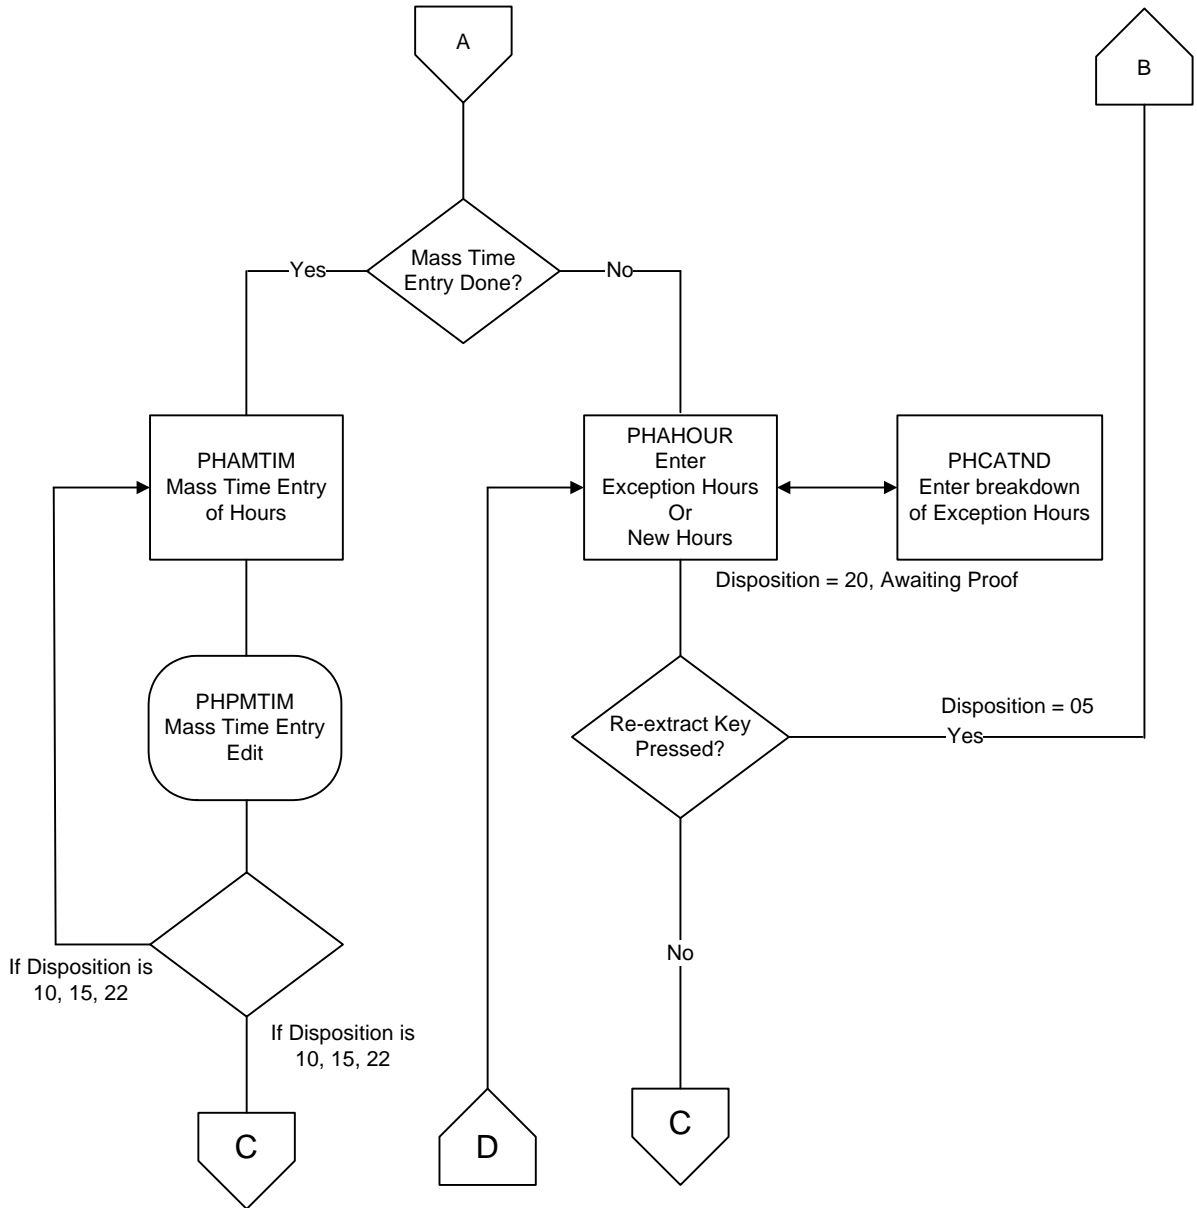 A
B
Mass Time
Entry Done?
Yes
No
PHAMTIM
Mass Time Entry
of Hours
PHAHOUR
Enter
Exception Hours
Or
New Hours
PHCATND
Enter breakdown
of Exception Hours
Disposition = 20, Awaiting Proof
PHPMTIM
Mass Time Entry
Edit
Re-extract Key
Pressed?
Disposition = 05
Yes
If Disposition is
10, 15, 22
If Disposition is
10, 15, 22
No
C
D
C